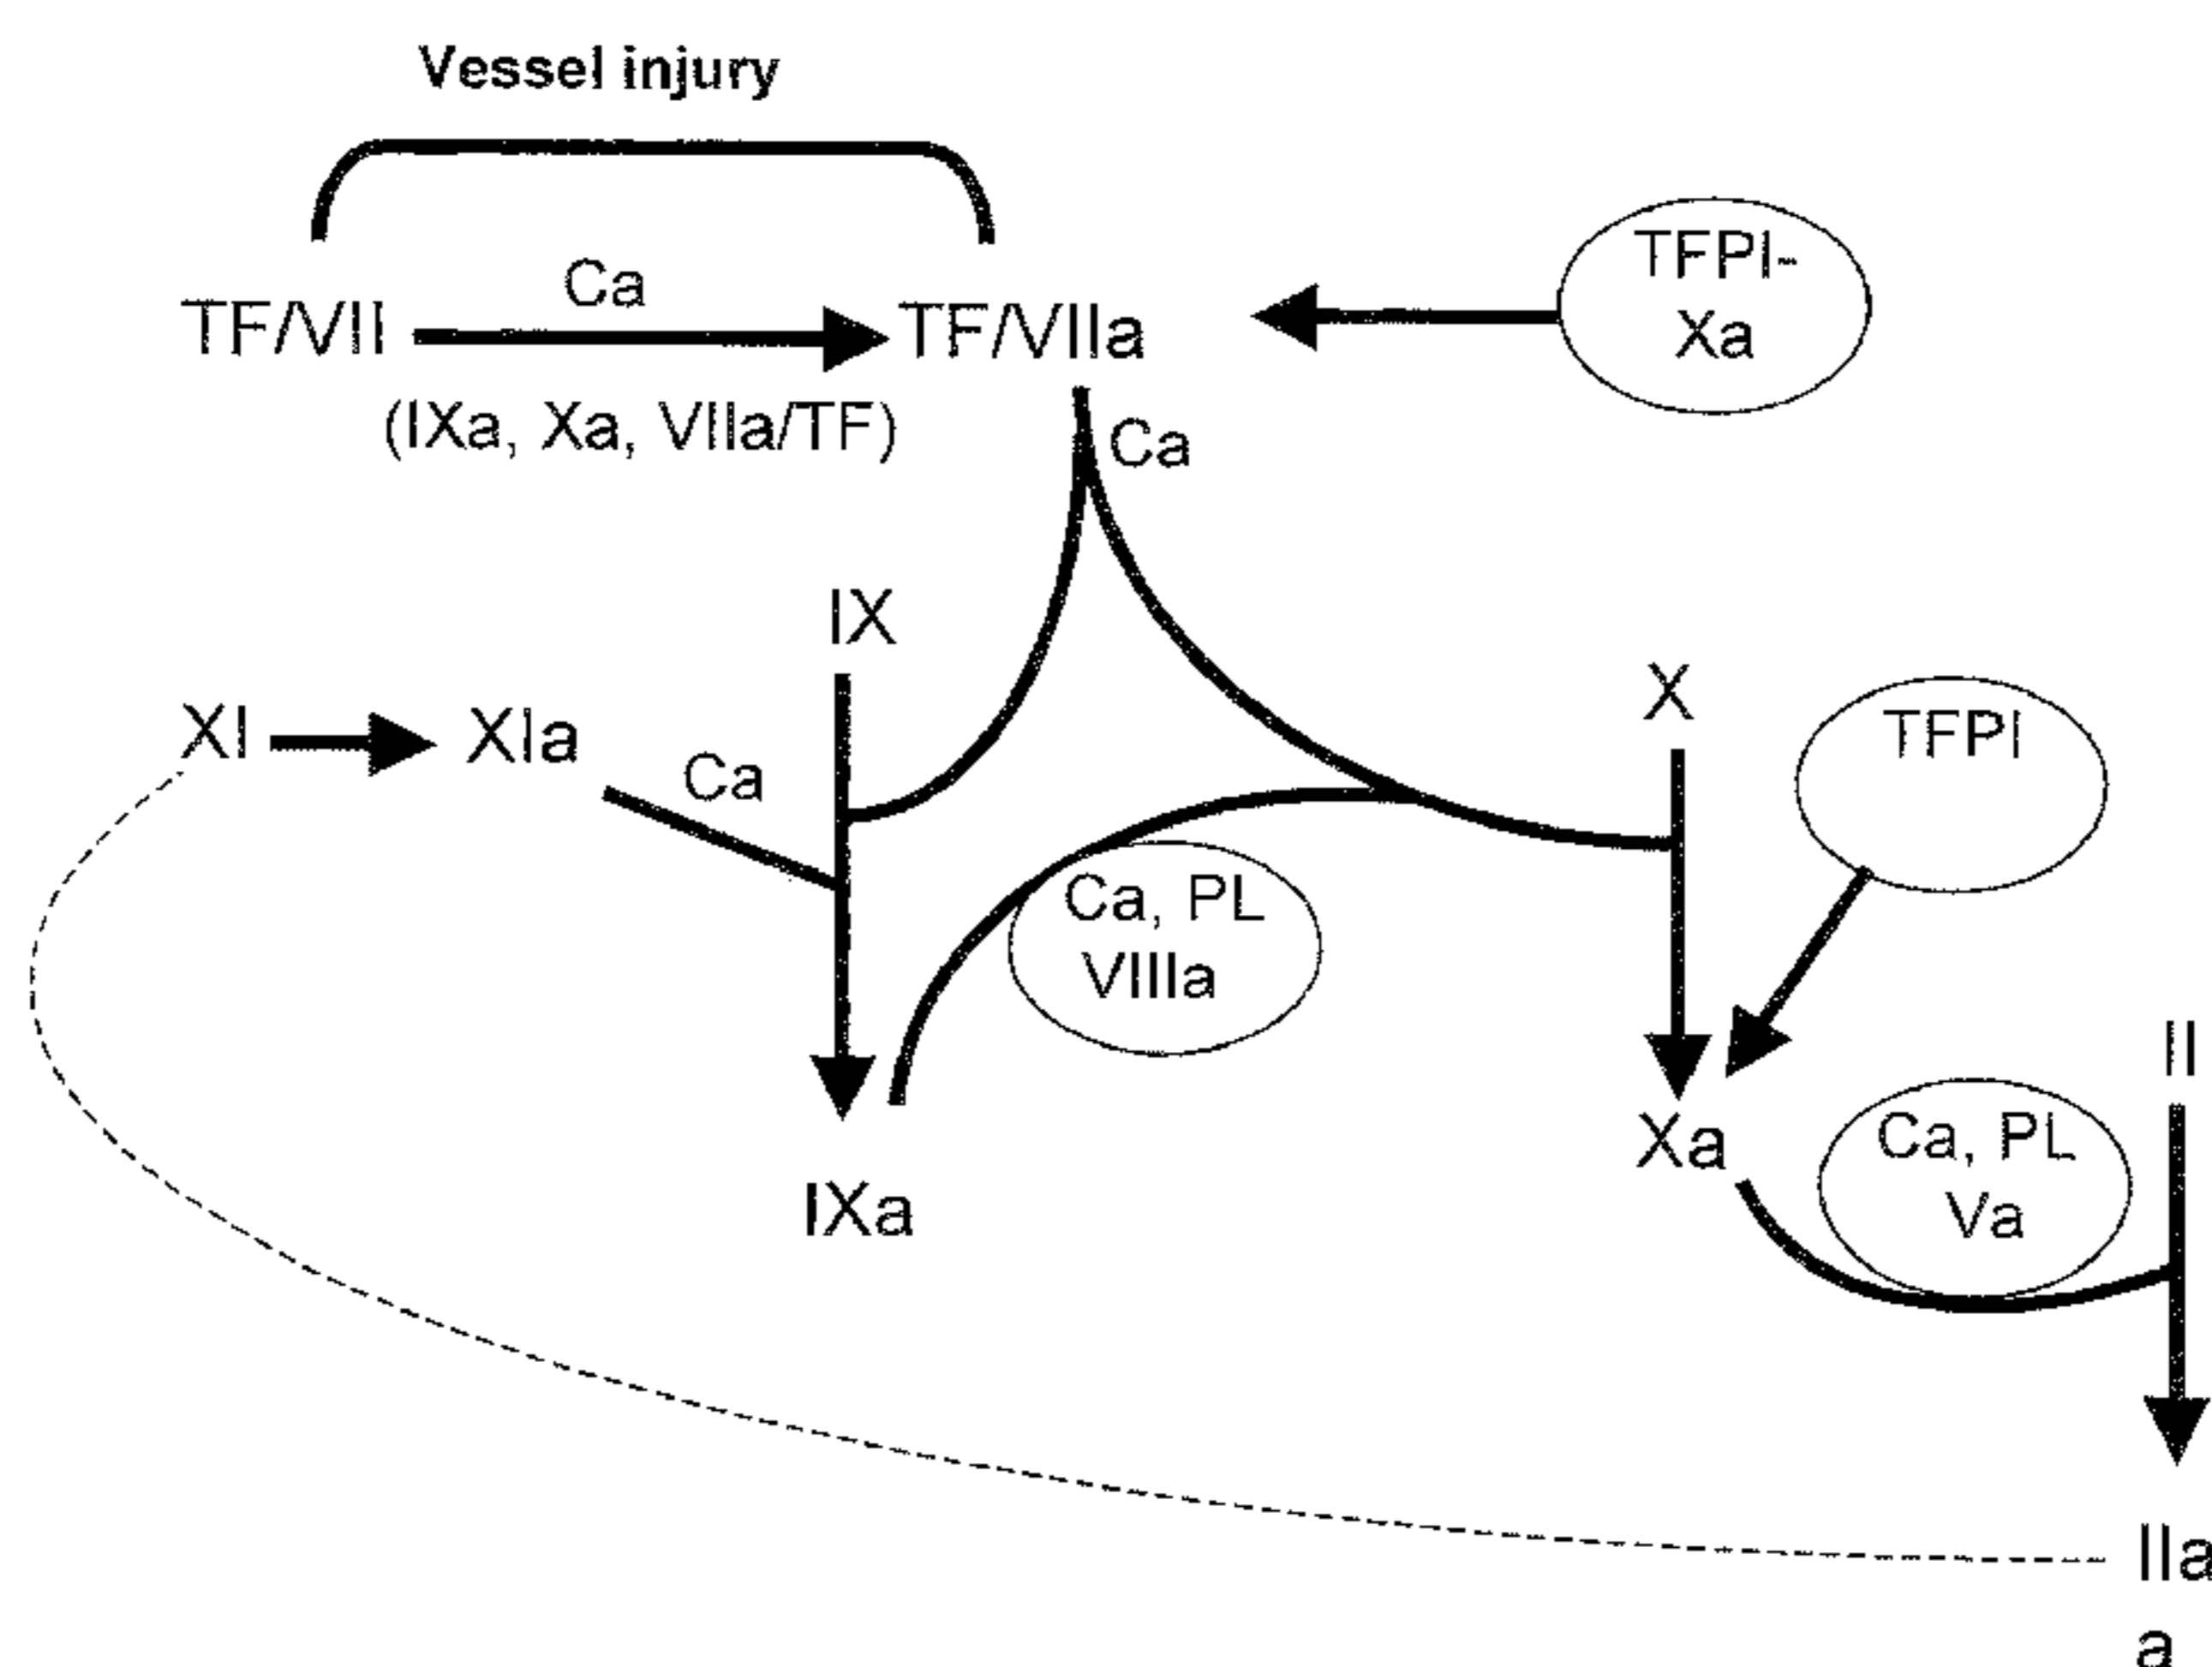 Vessel injury
Ca
TF/VII
TF/VIIa
(IXa, Xa, VIIa/TF)
TFPI-
Xa
Ca
IX
XI
XIa
Ca
X
TFPI
Ca, PL
VIIIa
IXa
Xa
Ca, PL
Va
II
IIa
a